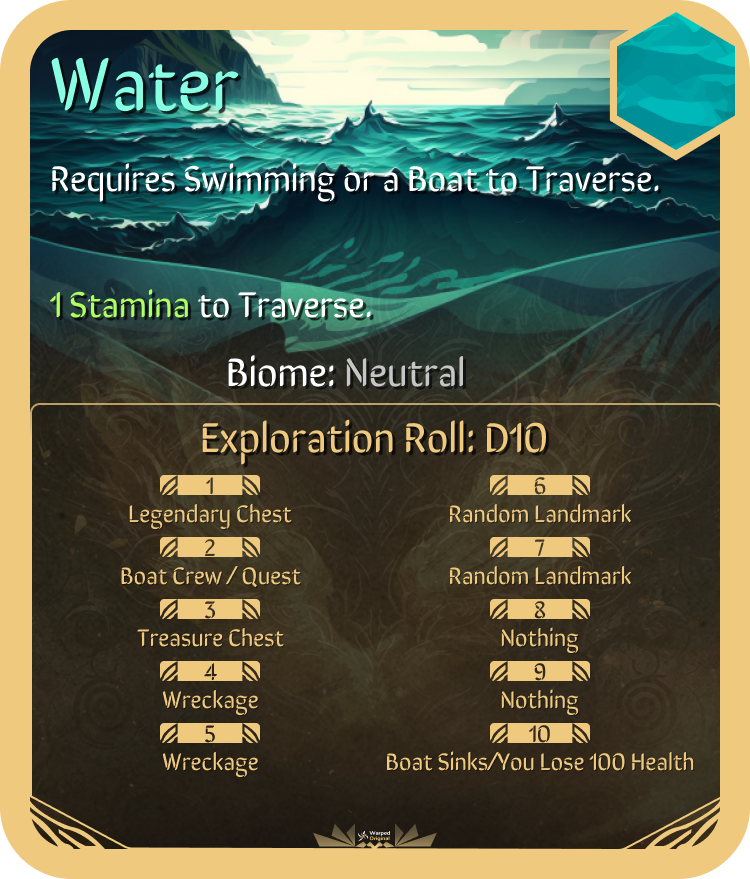 Water
Requires Swimming or a Boat to Traverse.
1 Stamina to Traverse.
Biome: Neutral
Exploration Roll: D10
1
Legendary Chest
2
Boat Crew / Quest
3
Treasure Chest
4
Wreckage
5
Wreckage
6
Random Landmark
7
Random Landmark
8
Nothing
9
Nothing
10
Boat Sinks/You Lose 100 Health
Warped
Original